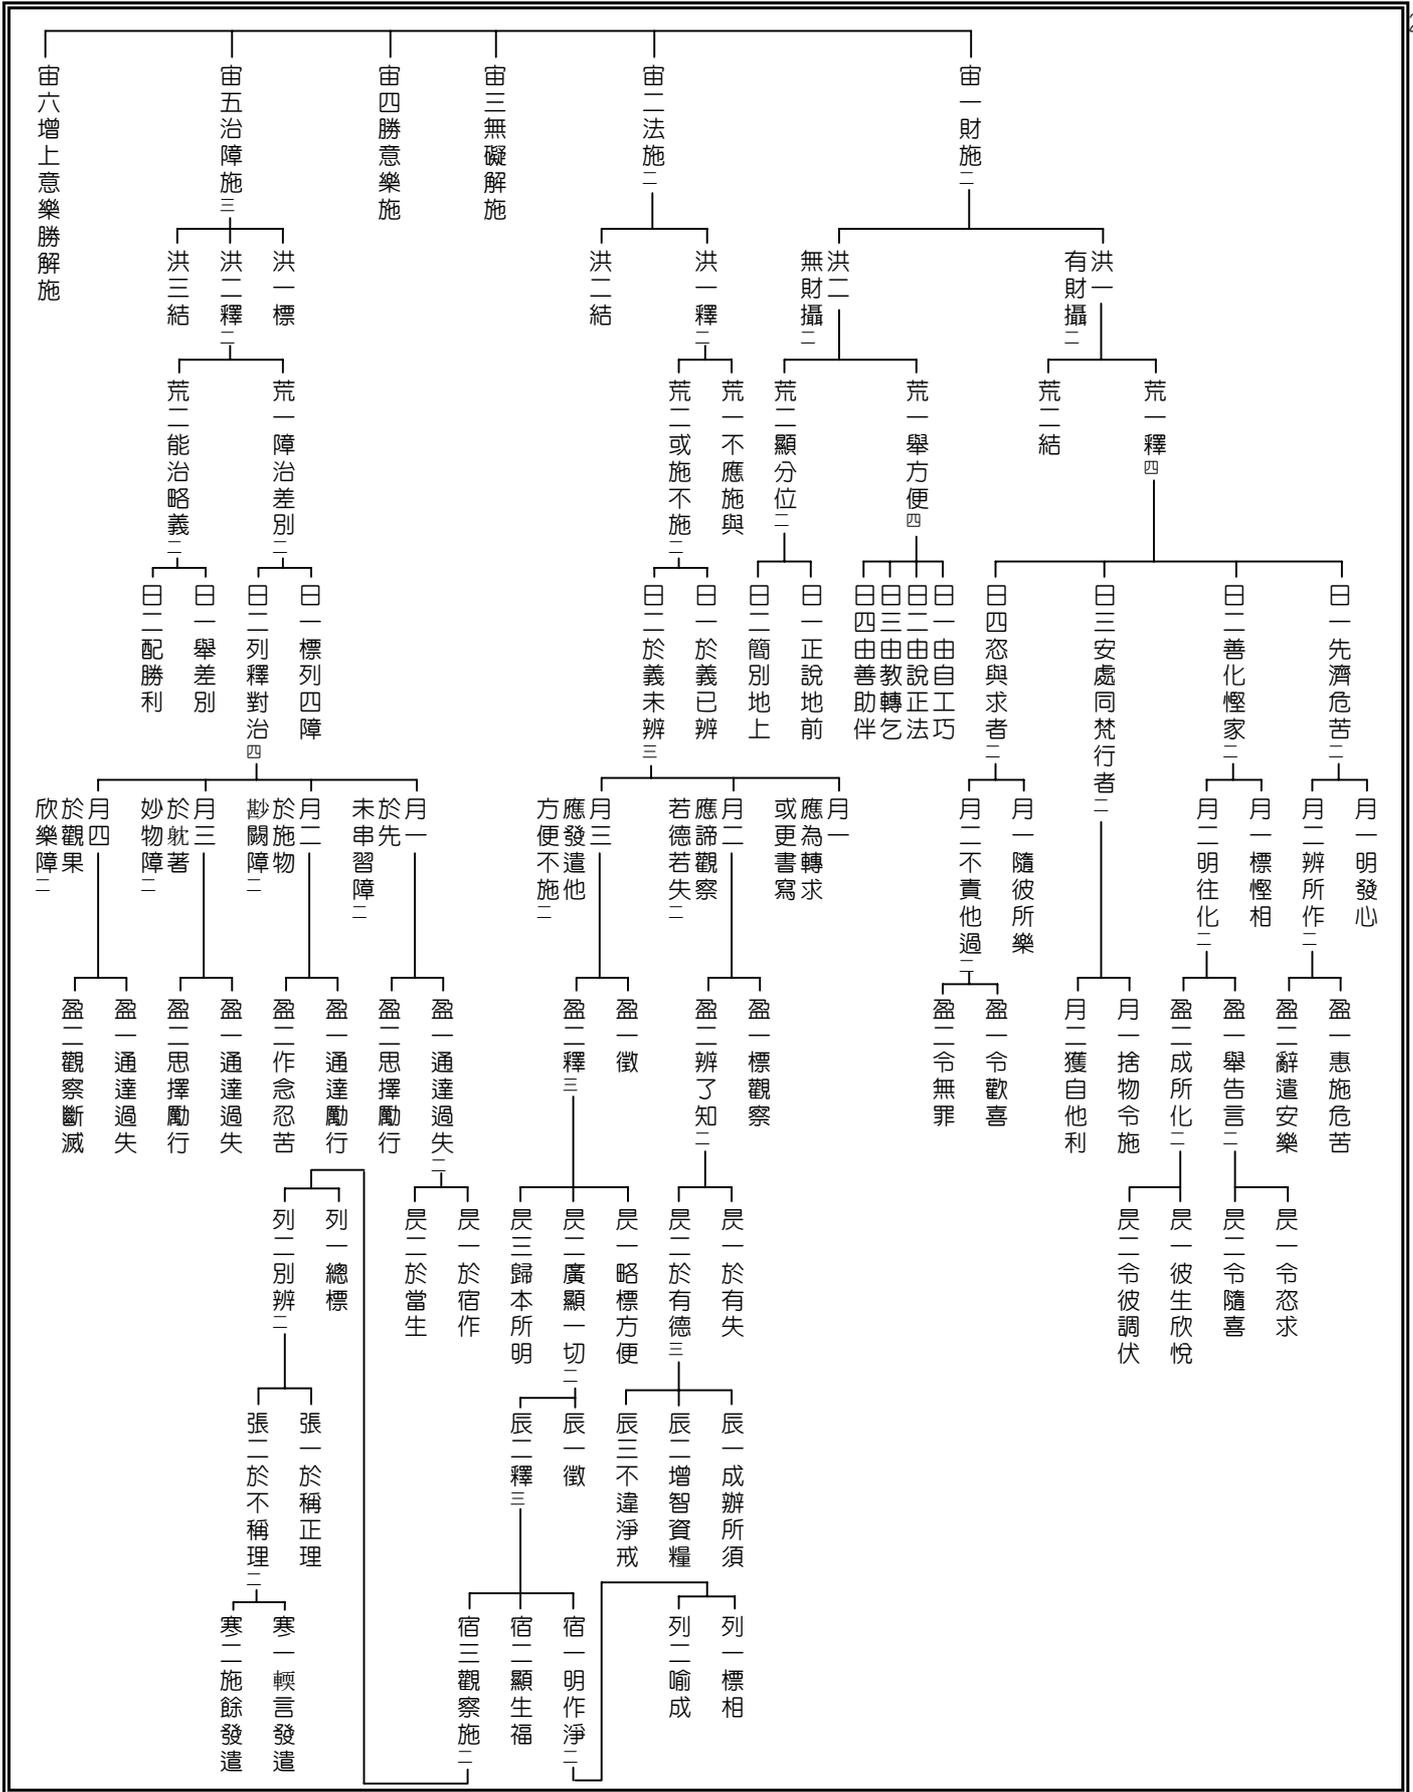 宙一財施二
宙二法施二
宙三無礙解施
宙四勝意樂施
宙五治障施三
宙六增上意樂勝解施
洪一
有財攝二
洪二
無財攝二
洪一釋二
洪二結
洪一標
洪二釋二
洪三結
荒一釋四
荒二結
荒一舉方便四
荒二顯分位二
荒一不應施與
荒二或施不施二
荒一障治差別二
荒二能治略義二
日一先濟危苦二
日二善化慳家二
日三安處同梵行者二
日四恣與求者二
日一由自工巧
日二由說正法
日三由教轉乞
日四由善助伴
日一正說地前
日二簡別地上
日一於義已辨
日二於義未辨三
日一標列四障
日二列釋對治四
日一舉差別
日二配勝利
月一明發心
月二辨所作二
月一標慳相
月二明往化二
月一隨彼所樂
月二不責他過二
月一
應為轉求
或更書寫
月二
應諦觀察
若德若失二
月三
應發遣他
方便不施二
月一
於先
未串習障二
月二
於施物
尠闕障二
月三
於躭著
妙物障二
月四
於觀果
欣樂障二
盈一惠施危苦
盈二辭遣安樂
盈一舉告言二
盈二成所化二
月一捨物令施
月二獲自他利
盈一令歡喜
盈二令無罪
盈一標觀察
盈二辨了知二
盈一徵
盈二釋三
盈一通達過失二
盈二思擇勵行
盈一通達勵行
盈二作念忍苦
盈一通達過失
盈二思擇勵行
盈一通達過失
盈二觀察斷滅
昃一令恣求
昃二令隨喜
昃一彼生欣悅
昃二令彼調伏
昃一於有失
昃二於有德三
昃一略標方便
昃二廣顯一切二
昃三歸本所明
昃一於宿作
昃二於當生
列一總標
列二別辨二
辰一成辦所須
辰二增智資糧
辰三不違淨戒
辰一徵
辰二釋三
張一於稱正理
張二於不稱理二
列一標相
列二喻成
宿一明作淨二
宿二顯生福
宿三觀察施二
寒一輭言發遣
寒二施餘發遣